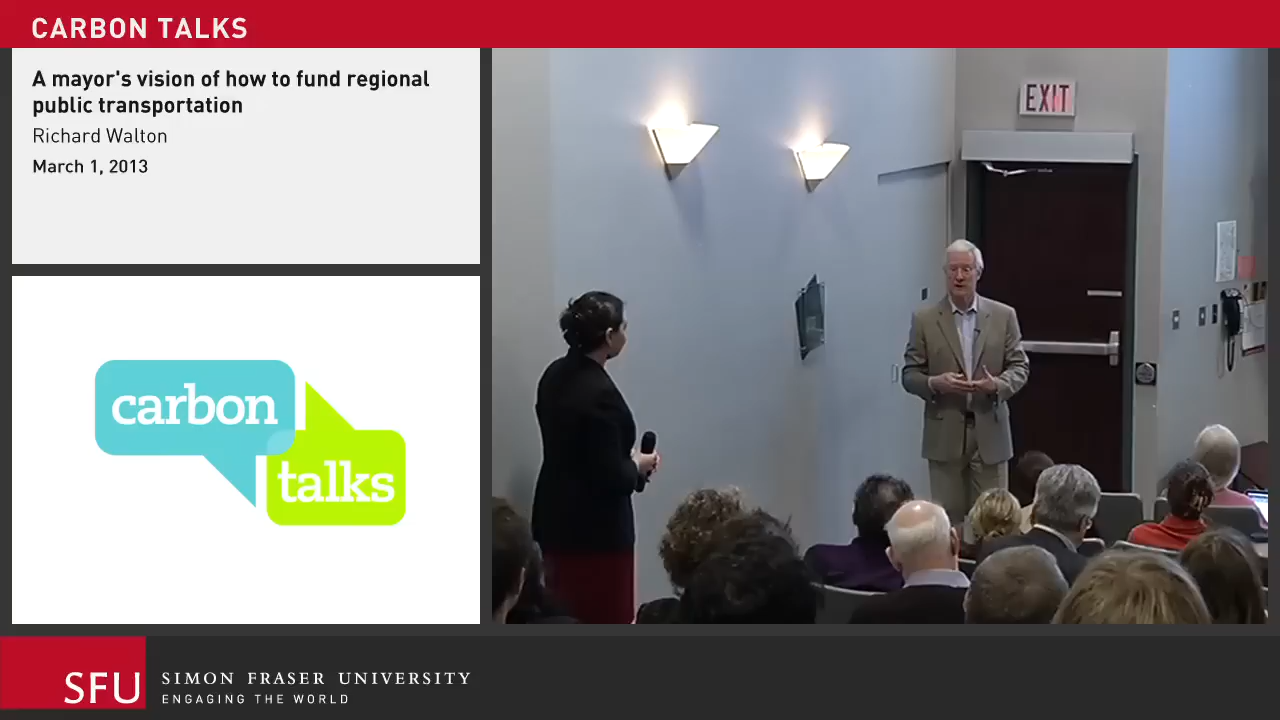 CARBON TALKS
A mayor's vision of how to fund regional
public transportation
Richard Walton
March 1, 2013
carbon
talks
EXIT
SFU
SIMON FRASER UNIVERSITY
ENGAGING THE WORLD